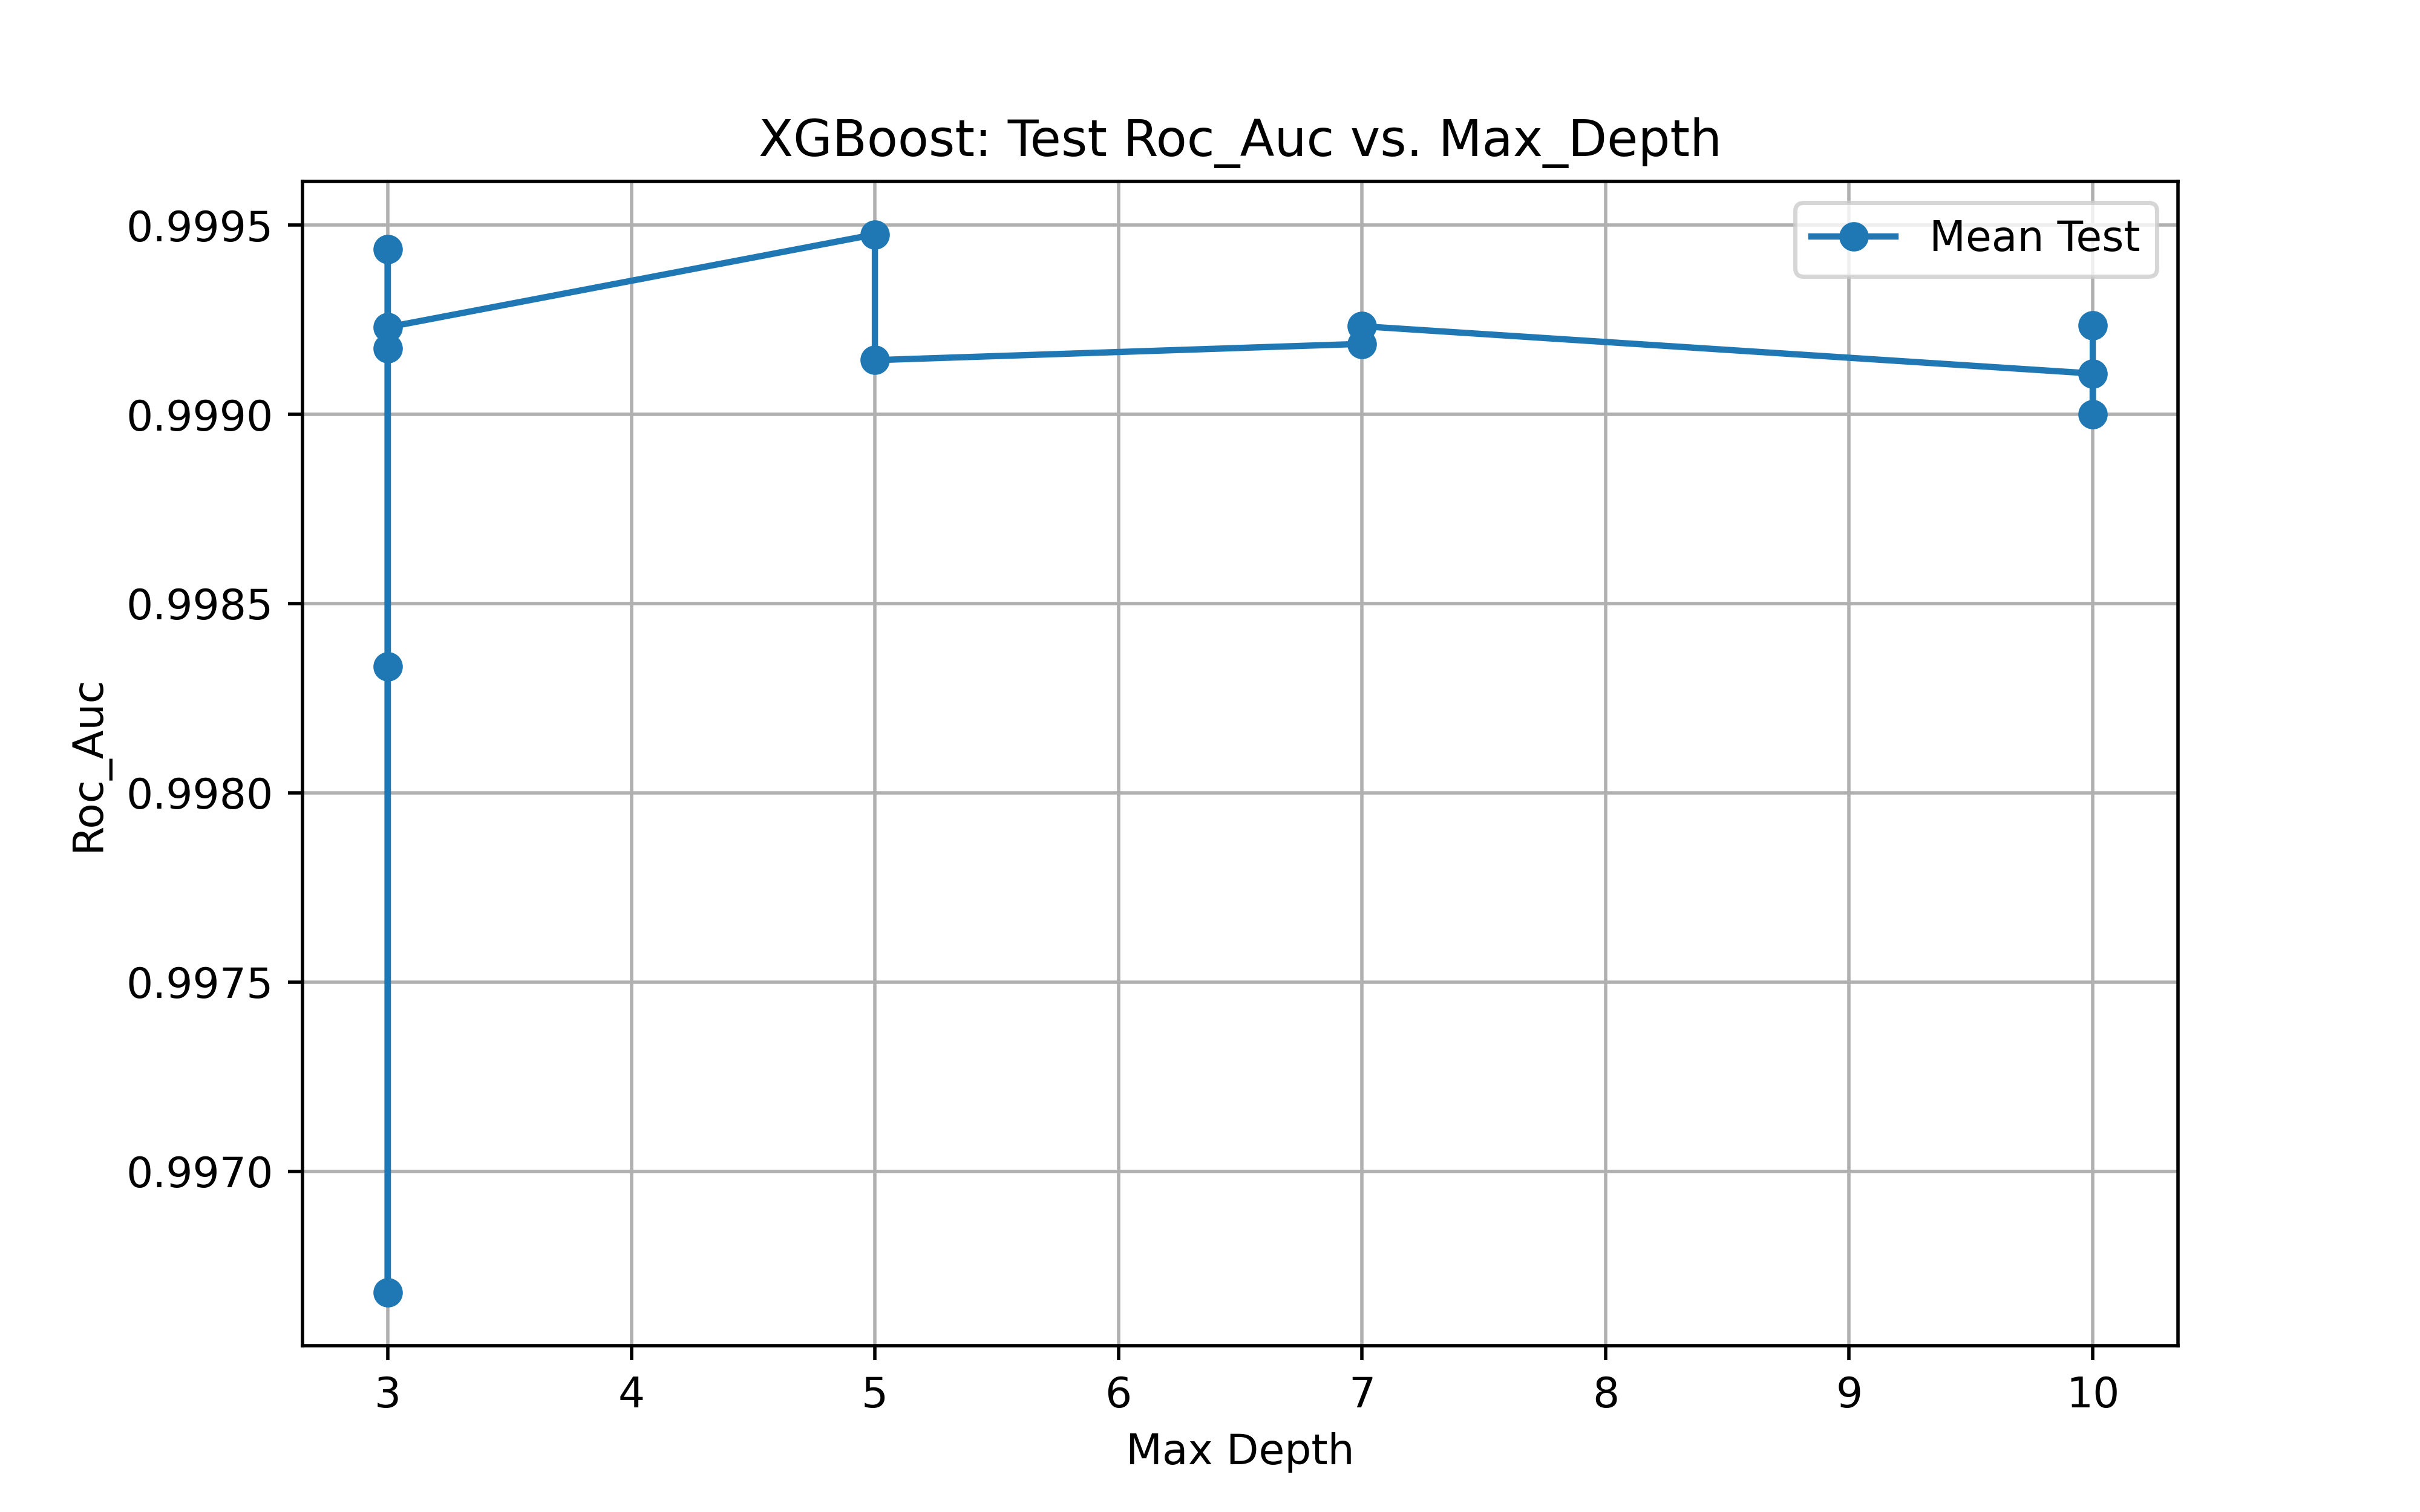 XGBoost: Test Roc_Auc vs. Max_Depth
Mean Test
Roc_Auc
0.9995
0.9990
0.9985
0.9980
0.9975
0.9970
3 4 5 6 7 8 9 10
Max Depth